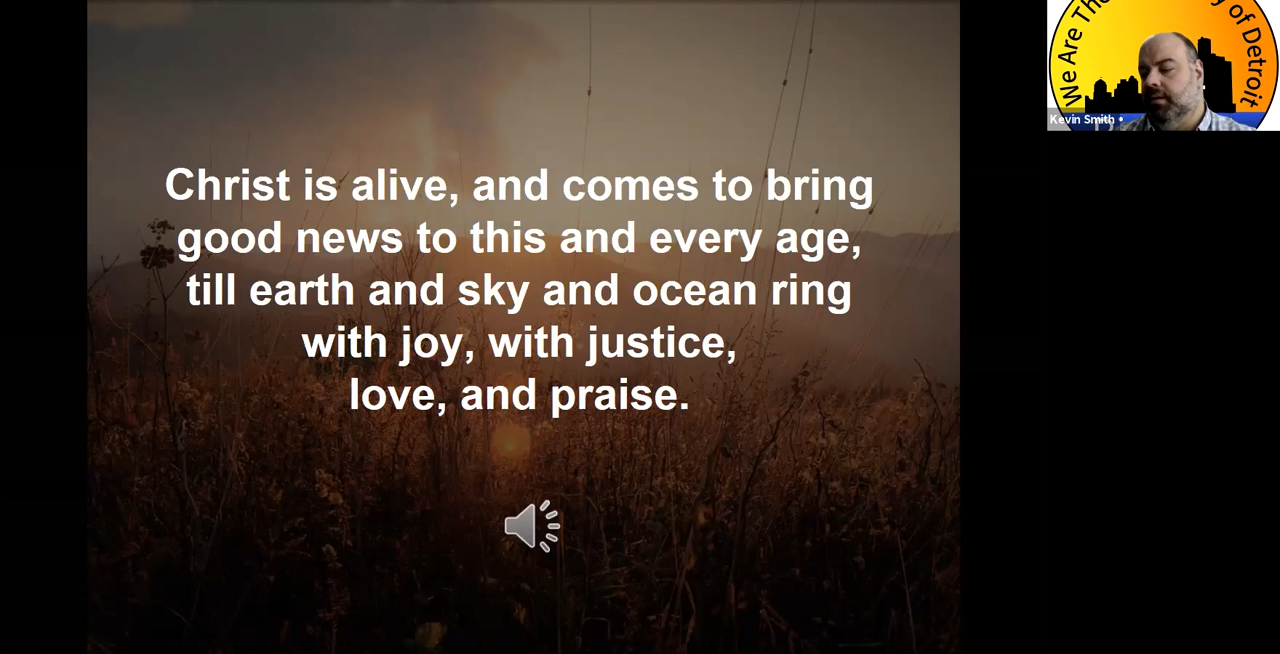 Christ is alive, and comes to bring
good news to this and every age,
till earth and sky and ocean ring
with joy, with justice,
love, and praise.
We Are The
y of Detroit
Kevin Smith •